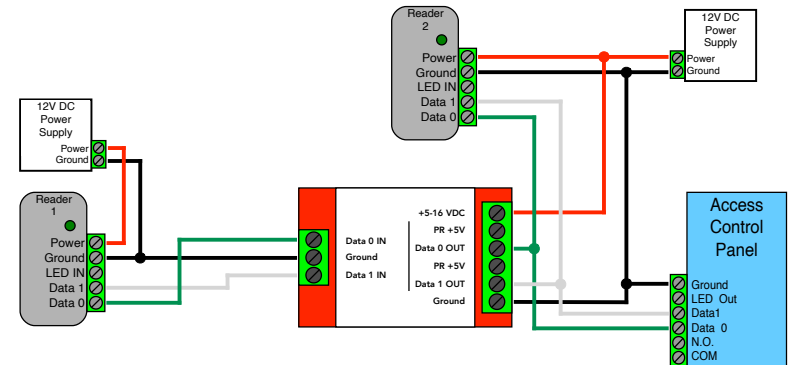 Reader
2
Power
Ground
LED IN
Data 1
Data 0
12V DC
Power
Supply
Power
Ground
12V DC
Power
Supply
Power
Ground
Reader
1
Power
Ground
LED IN
Data 1
Data 0
Data 0 IN
Ground
Data 1 IN
+5-16 VDC
PR +5V
Data 0 OUT
PR +5V
Data 1 OUT
Ground
Access
Control
Panel
Ground
LED Out
Data1
Data 0
N.O.
COM